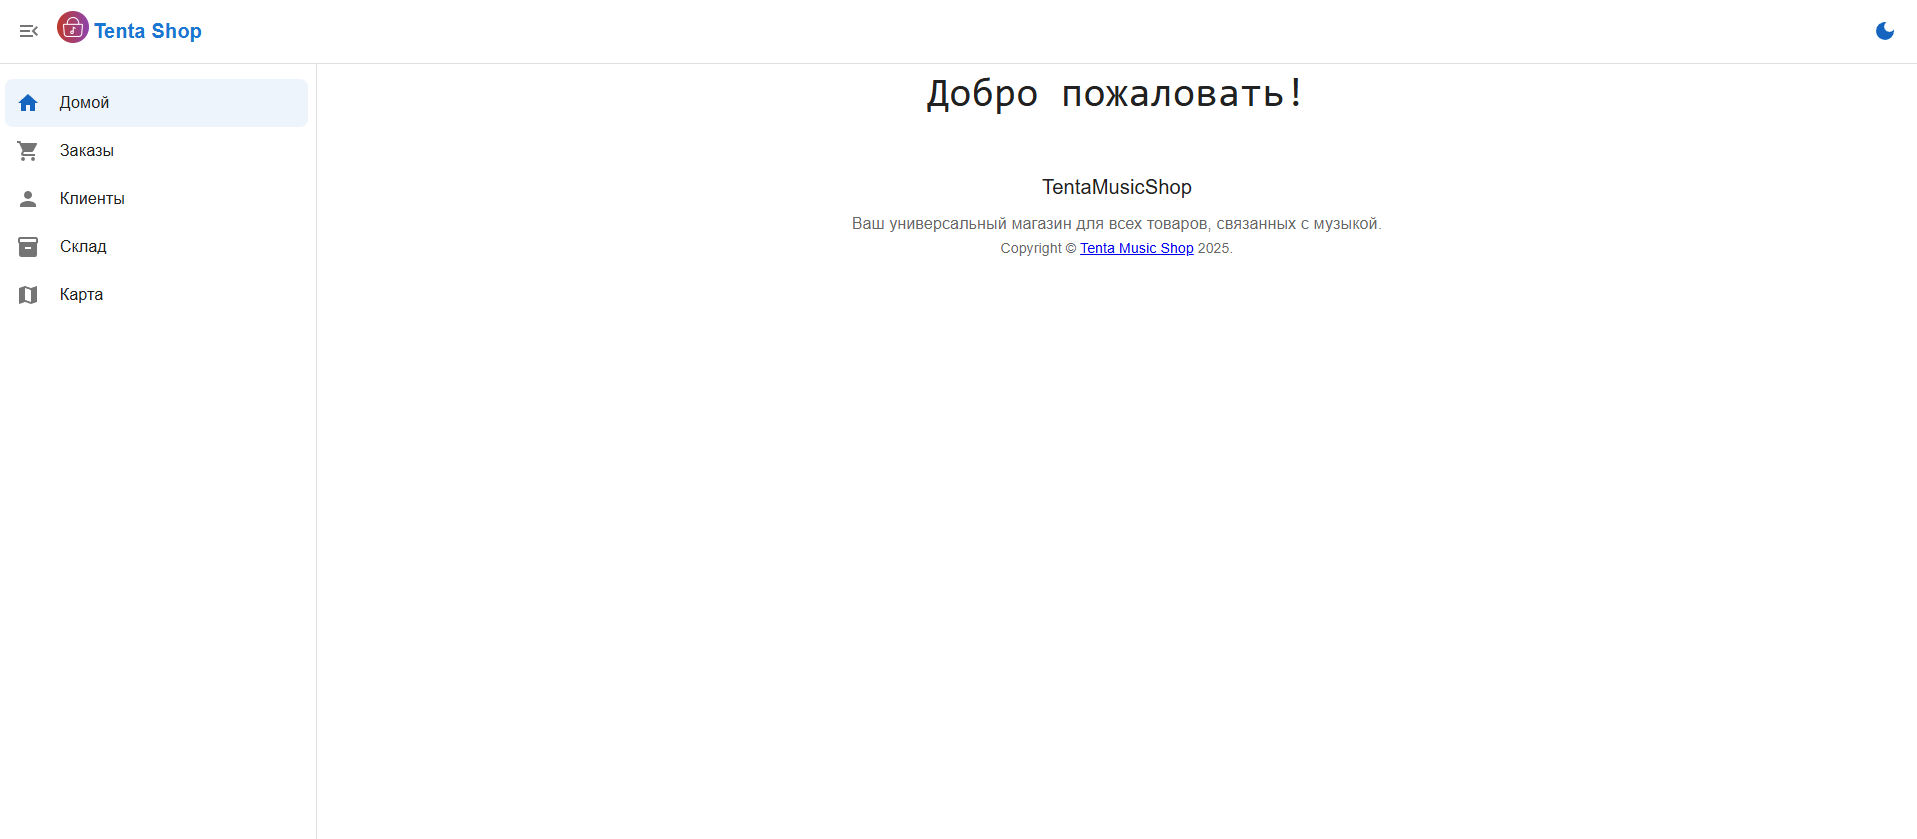 Tenta Shop
Домой
Заказы
Клиенты
Склад
Карта
Добро пожаловать!
TentaMusicShop
Ваш универсальный магазин для всех товаров, связанных с музыкой.
Copyright © Tenta Music Shop 2025.